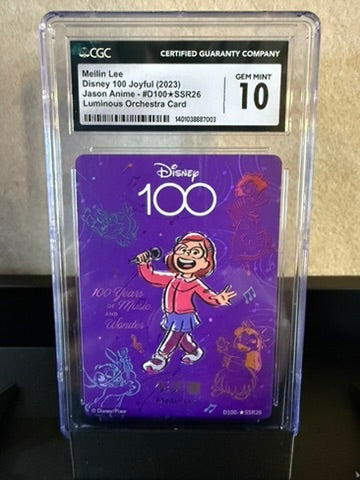 CGC
CERTIFIED GUARANTY COMPANY
Meilin Lee
Disney 100 Joyful (2023)
Jason Anime - #D100★SSR26
Luminous Orchestra Card
GEM MINT
10
1401038887003
Disney
100
100 Years
OF Music
AND
Wonder
© Disney/Pixar
D100-★SSR26